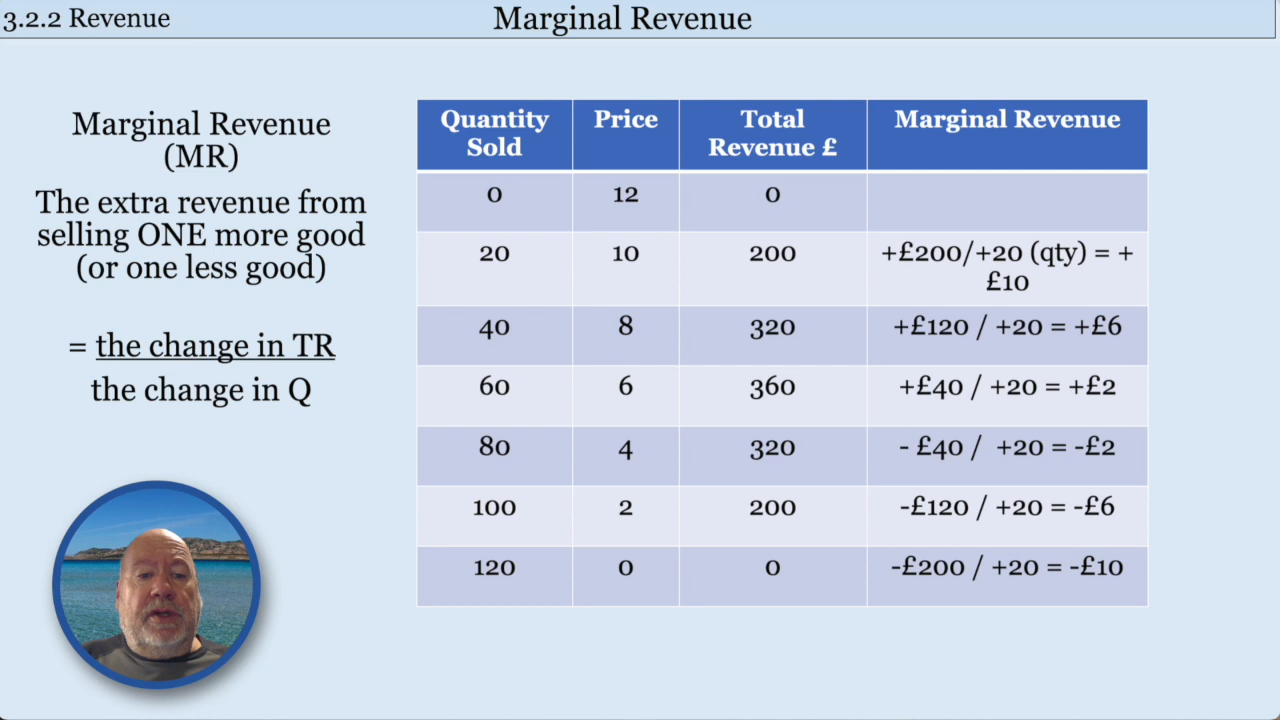 3.2.2 Revenue
Marginal Revenue
Marginal Revenue
(MR)
The extra revenue from
selling ONE more good
(or one less good)
= the change in TR
the change in Q
Quantity Sold Price Total Revenue £ Marginal Revenue
0 12 0
20 10 200 +£200/+20 (qty) = + £10
40 8 320 +£120 / +20 = +£6
60 6 360 +£40 / +20 = +£2
80 4 320 - £40 / +20 = -£2
100 2 200 -£120 / +20 = -£6
120 0 0 -£200 / +20 = -£10